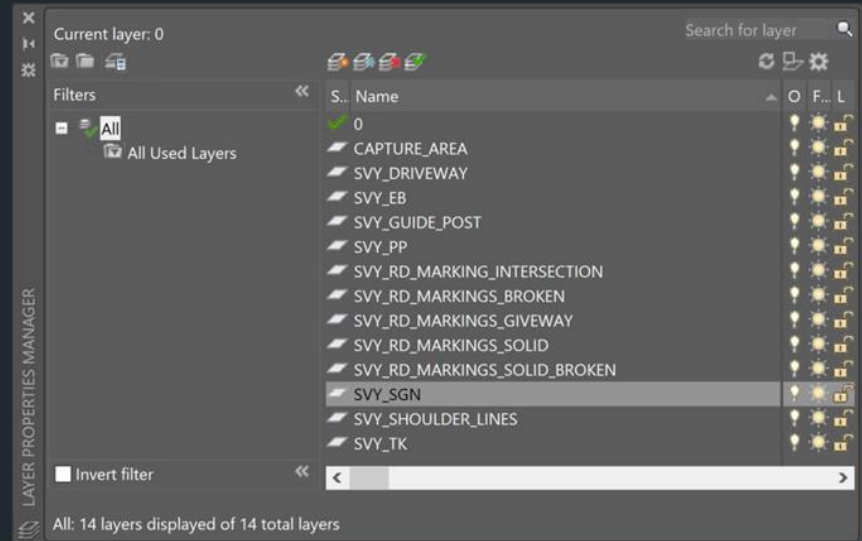 Current layer: 0
Search for layer
Filters
S.. Name
O F... L
All
All Used Layers
0
CAPTURE_AREA
SVY_DRIVEWAY
SVY_EB
SVY_GUIDE_POST
SVY_PP
SVY_RD_MARKING_INTERSECTION
SVY_RD_MARKINGS_BROKEN
SVY_RD_MARKINGS_GIVEWAY
SVY_RD_MARKINGS_SOLID
SVY_RD_MARKINGS_SOLID_BROKEN
SVY_SGN
SVY_SHOULDER_LINES
SVY_TK
Invert filter
All: 14 layers displayed of 14 total layers
LAYER PROPERTIES MANAGER